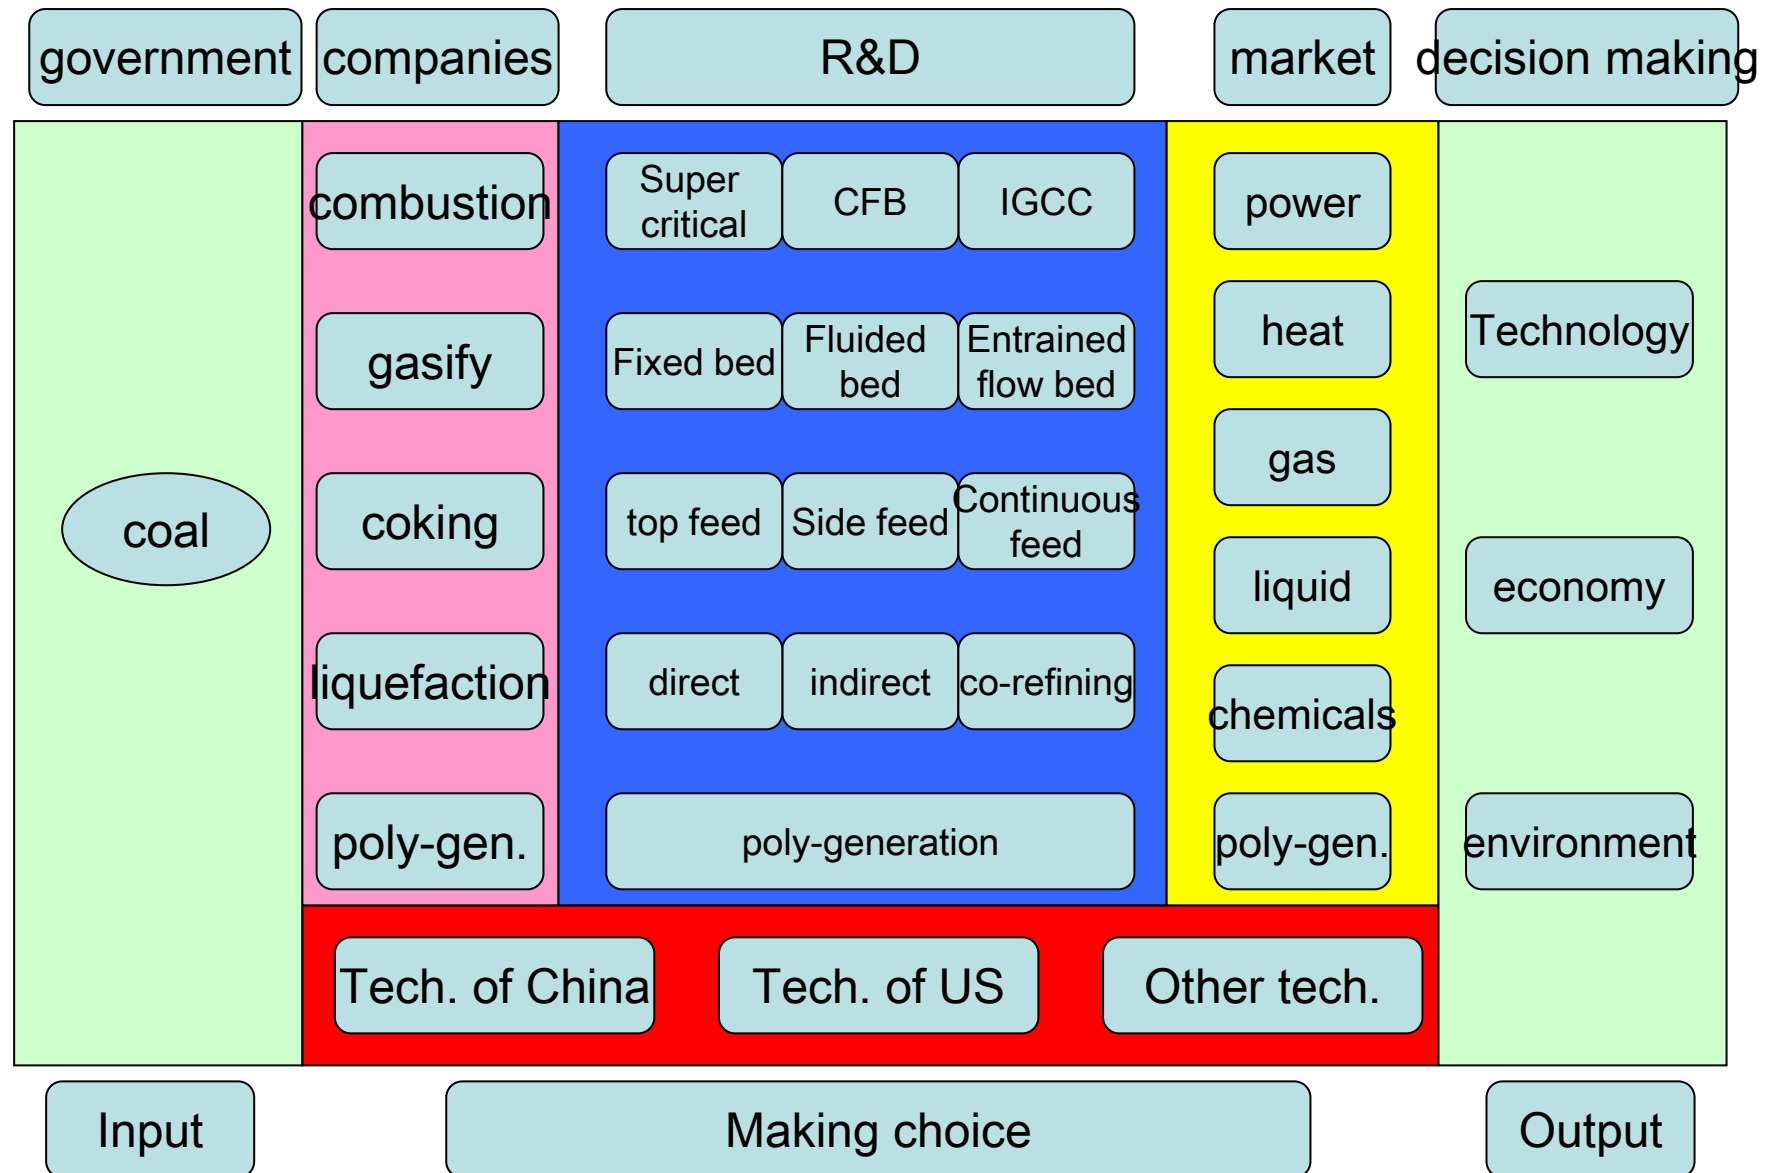 government
companies
R&D
market
decision making
combustion
Super
critical
CFB
IGCC
power
heat
Technology
gasify
Fixed bed
Fluided
bed
Entrained
flow bed
gas
coal
coking
top feed
Side feed
Continuous
feed
liquid
economy
liquefaction
direct
indirect
co-refining
chemicals
poly-gen.
poly-generation
poly-gen.
environment
Tech. of China
Tech. of US
Other tech.
Input
Making choice
Output